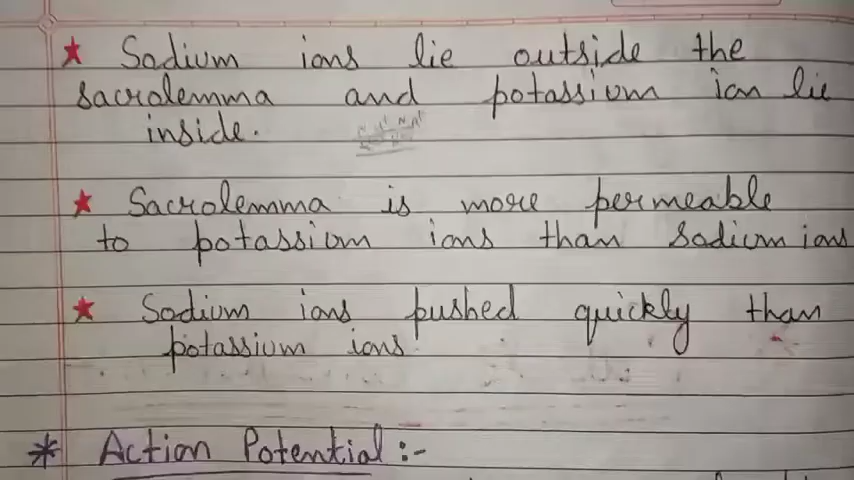 ★ Sodium ions lie outside the
sacrolemma and potassium ion lie
inside.
★ Sacrolemma is more permeable
to potassium ions than sodium ions
★ Sodium ions pushed quickly than
potassium ions.
* Action Potential :-